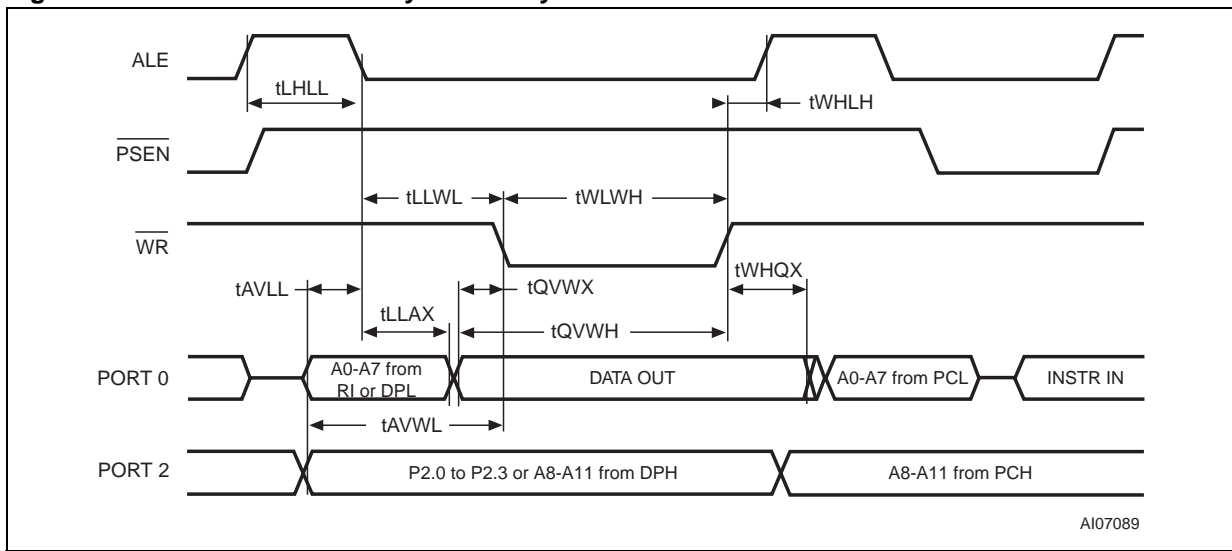 ALE
tLHLL
tWHLH
PSEN
tLLWL
tWLWH
WR
tWHQX
tAVLL
tQVWX
tLLAX
tQVWH
PORT 0
A0-A7 from
RI or DPL
DATA OUT
A0-A7 from PCL
INSTR IN
tAVWL
PORT 2
P2.0 to P2.3 or A8-A11 from DPH
A8-A11 from PCH
AI07089